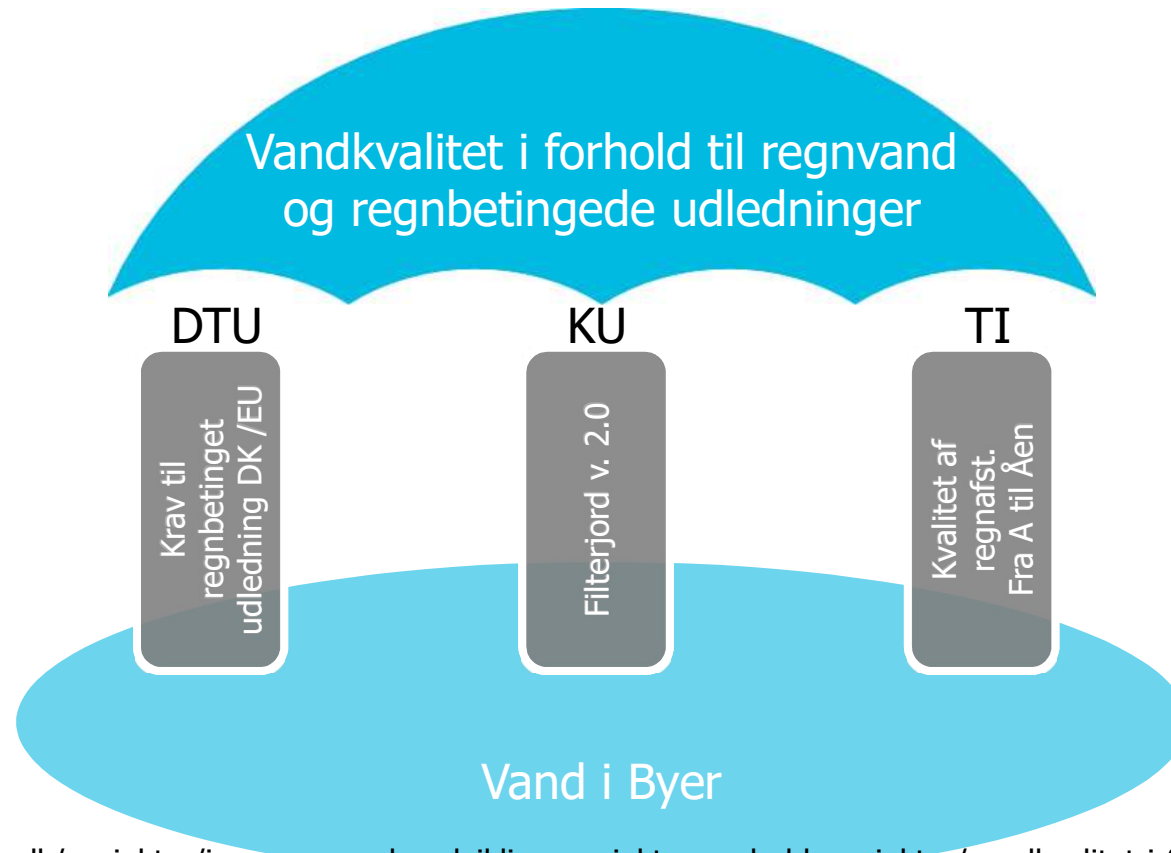 Vandkvalitet i forhold til regnvand
og regnbetingede udledninger
DTU
KU
TI
Krav til
regnbetinget
udledning DK /EU
Filterjord v. 2.0
Kvalitet af
regnafst.
Fra A til Åen
Vand i Byer